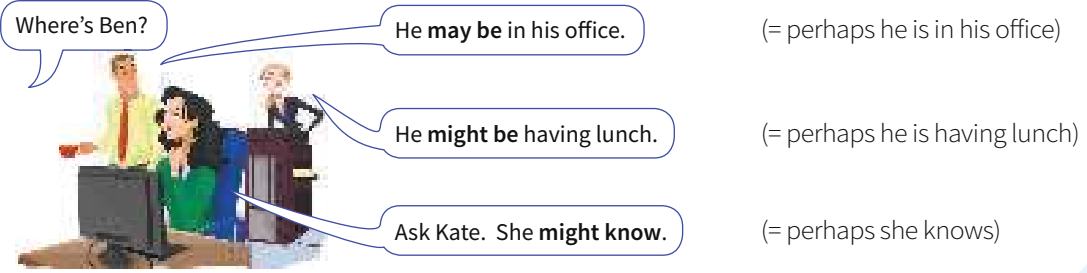 Where's Ben?
He may be in his office. (= perhaps he is in his office)
He might be having lunch. (= perhaps he is having lunch)
Ask Kate. She might know. (= perhaps she knows)